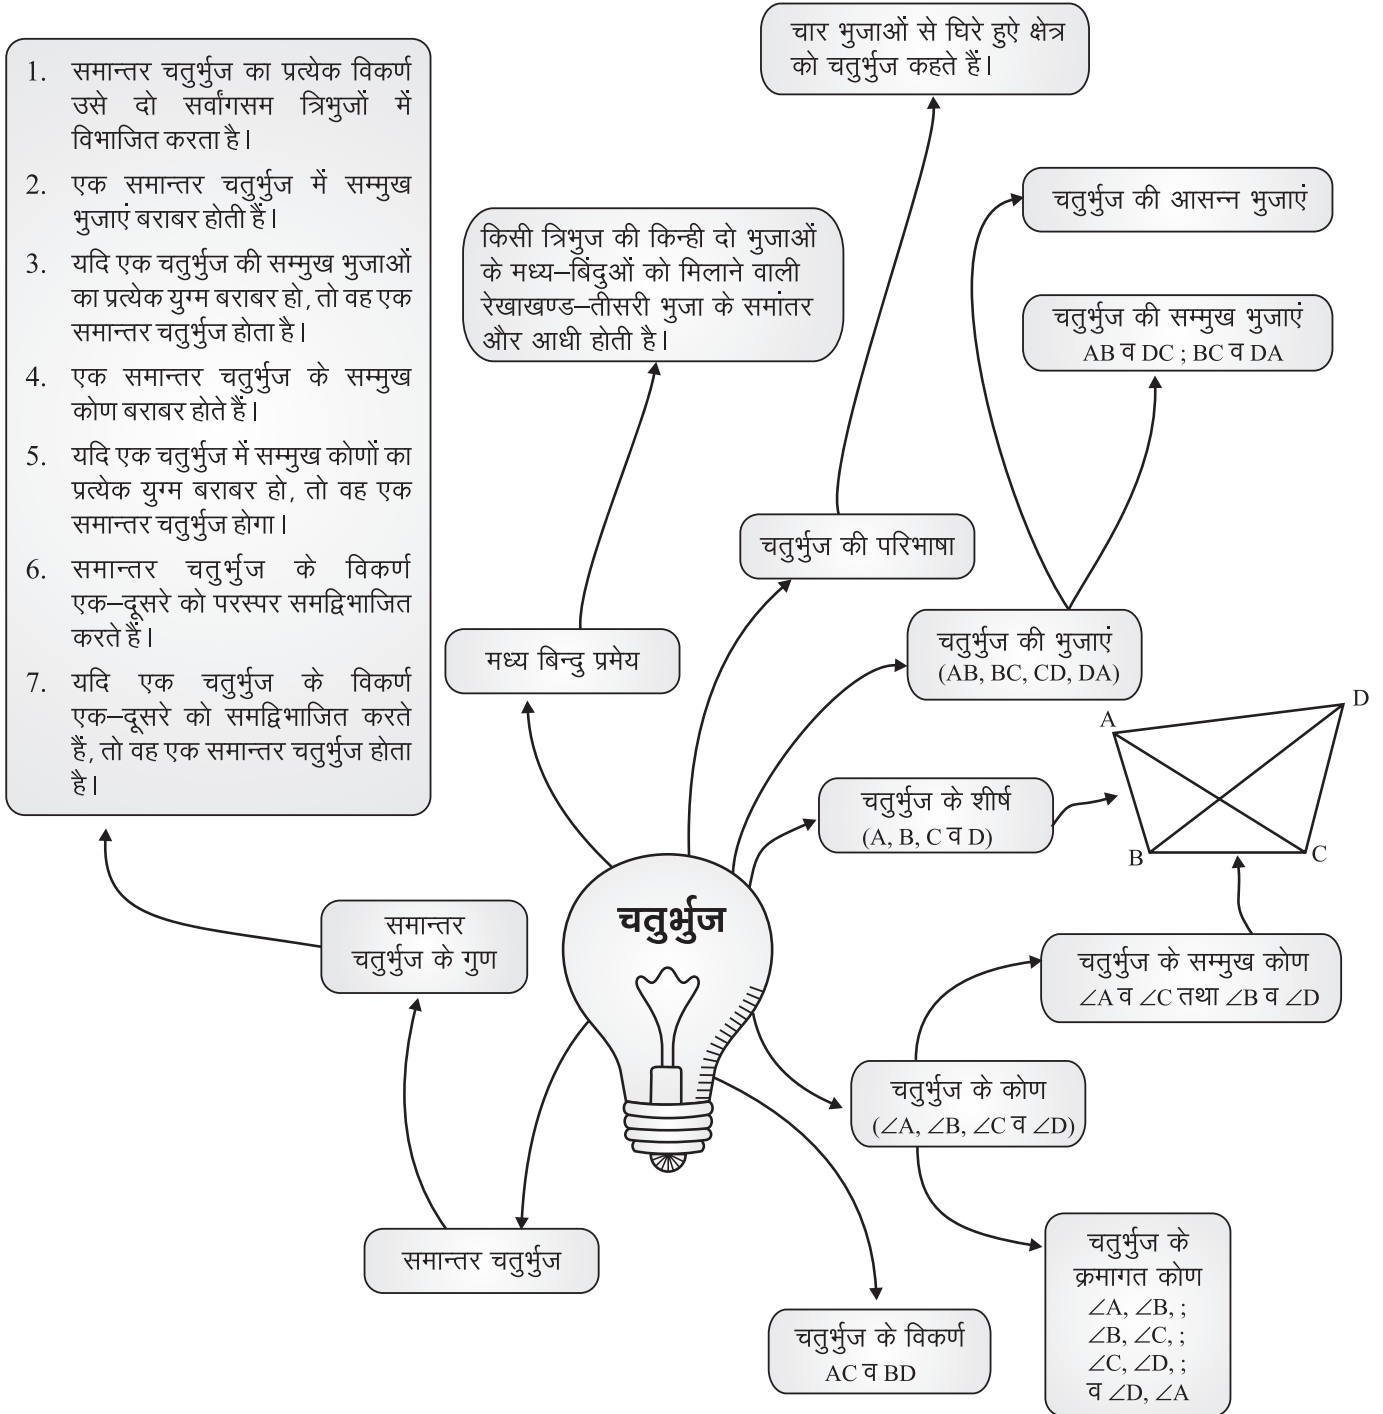 चार भुजाओं से घिरे हुऐ क्षेत्र
को चतुर्भुज कहते हैं।
1. समान्तर चतुर्भुज का प्रत्येक विकर्ण
उसे दो सर्वांगसम त्रिभुजों में
विभाजित करता है।
2. एक समान्तर चतुर्भुज में सम्मुख
भुजाएं बराबर होती हैं।
3. यदि एक चतुर्भुज की सम्मुख भुजाओं
का प्रत्येक युग्म बराबर हो, तो वह एक
समान्तर चतुर्भुज होता है।
4. एक समान्तर चतुर्भुज के सम्मुख
कोण बराबर होते हैं।
5. यदि एक चतुर्भुज में सम्मुख कोणों का
प्रत्येक युग्म बराबर हो, तो वह एक
समान्तर चतुर्भुज होगा।
6. समान्तर चतुर्भुज के विकर्ण
एक–दूसरे को परस्पर समद्विभाजित
करते हैं।
7. यदि एक चतुर्भुज के विकर्ण
एक–दूसरे को समद्विभाजित करते
हैं, तो वह एक समान्तर चतुर्भुज होता
है।
किसी त्रिभुज की किन्ही दो भुजाओं
के मध्य–बिंदुओं को मिलाने वाली
रेखाखण्ड–तीसरी भुजा के समांतर
और आधी होती है।
चतुर्भुज की आसन्न भुजाएं
चतुर्भुज की सम्मुख भुजाएं
AB व DC ; BC व DA
चतुर्भुज की परिभाषा
मध्य बिन्दु प्रमेय
चतुर्भुज की भुजाएं
(AB, BC, CD, DA)
A
D
B
C
चतुर्भुज के शीर्ष
(A, B, C व D)
चतुर्भुज
समान्तर
चतुर्भुज के गुण
चतुर्भुज के सम्मुख कोण
∠A व ∠C तथा ∠B व ∠D
चतुर्भुज के कोण
(∠A, ∠B, ∠C व ∠D)
समान्तर चतुर्भुज
चतुर्भुज के विकर्ण
AC व BD
चतुर्भुज के
क्रमागत कोण
∠A, ∠B, ;
∠B, ∠C, ;
∠C, ∠D, ;
व ∠D, ∠A